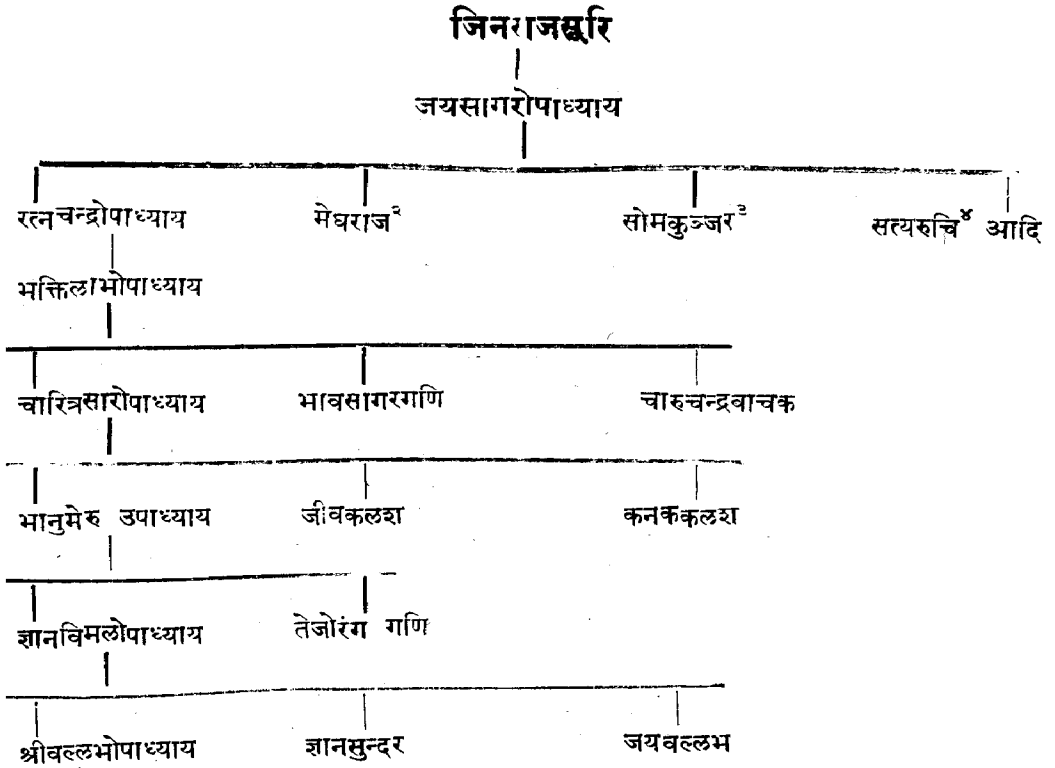 जिनराजसूरि
जयसागरोपाध्याय
रत्नचन्द्रोपाध्याय मेघराज² सोमकुञ्जर³ सत्यरुचि⁴ आदि
भक्तिलाभोपाध्याय
चारित्रसारोपाध्याय भावसागरगणि चारुचन्द्रवाचक
भानुमेरु उपाध्याय जीवकलश कनककलश
ज्ञानविमलोपाध्याय तेजोरंग गणि
श्रीवल्लभोपाध्याय ज्ञानसुन्दर जयवल्लभ